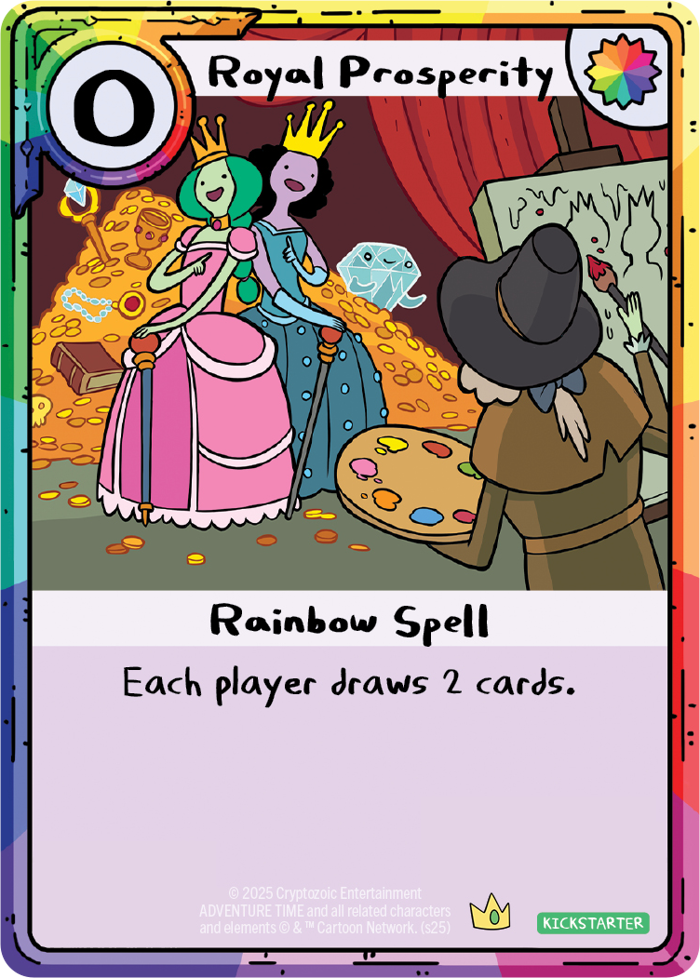 0
Royal Prosperity
Rainbow Spell
Each player draws 2 cards.
© 2025 Cryptozoic Entertainment
ADVENTURE TIME and all related characters
and elements © & ™ Cartoon Network. (s25)
KICKSTARTER